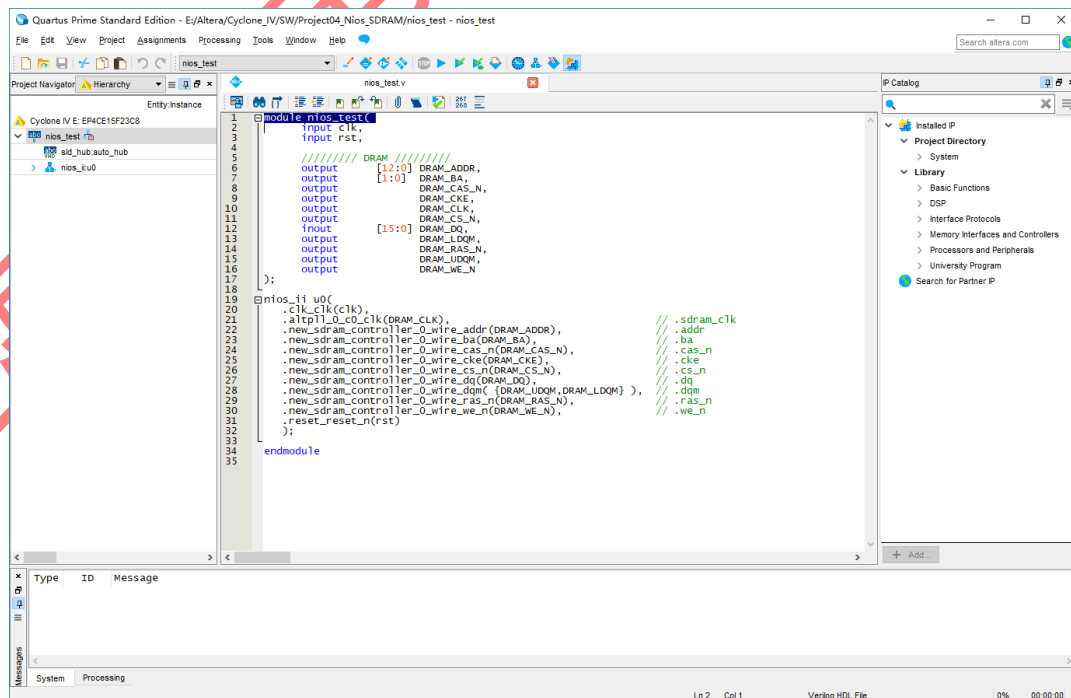 Quartus Prime Standard Edition - E:/Altera/Cyclone_IV/SW/Project04_Nios_SDRAM/nios_test - nios_test
File Edit View Project Assignments Processing Tools Window Help
Search altera.com
nios_test
Project Navigator Hierarchy
Entity:Instance
Cyclone IV E: EP4CE15F23C8
nios_test
sld_hub:auto_hub
nios_ii:u0
nios_test.v
1 module nios_test(
2 input clk,
3 input rst,
4
5 ///////// DRAM /////////
6 output [12:0] DRAM_ADDR,
7 output [1:0] DRAM_BA,
8 output DRAM_CAS_N,
9 output DRAM_CKE,
10 output DRAM_CLK,
11 output DRAM_CS_N,
12 inout [15:0] DRAM_DQ,
13 output DRAM_LDQM,
14 output DRAM_RAS_N,
15 output DRAM_UDQM,
16 output DRAM_WE_N
17 );
18
19 nios_ii u0(
20 .clk_clk(clk),
21 .altpll_0_c0_clk(DRAM_CLK), // .sdram_clk
22 .new_sdram_controller_0_wire_addr(DRAM_ADDR), // .addr
23 .new_sdram_controller_0_wire_ba(DRAM_BA), // .ba
24 .new_sdram_controller_0_wire_cas_n(DRAM_CAS_N), // .cas_n
25 .new_sdram_controller_0_wire_cke(DRAM_CKE), // .cke
26 .new_sdram_controller_0_wire_cs_n(DRAM_CS_N), // .cs_n
27 .new_sdram_controller_0_wire_dq(DRAM_DQ), // .dq
28 .new_sdram_controller_0_wire_dqm( {DRAM_UDQM,DRAM_LDQM} ), // .dqm
29 .new_sdram_controller_0_wire_ras_n(DRAM_RAS_N), // .ras_n
30 .new_sdram_controller_0_wire_we_n(DRAM_WE_N), // .we_n
31 .reset_reset_n(rst)
32 );
33
34 endmodule
35
IP Catalog
Installed IP
Project Directory
System
Library
Basic Functions
DSP
Interface Protocols
Memory Interfaces and Controllers
Processors and Peripherals
University Program
Search for Partner IP
+ Add...
Type ID Message
Messages
System Processing
Ln 2 Col 1 Verilog HDL File 0% 00:00:00